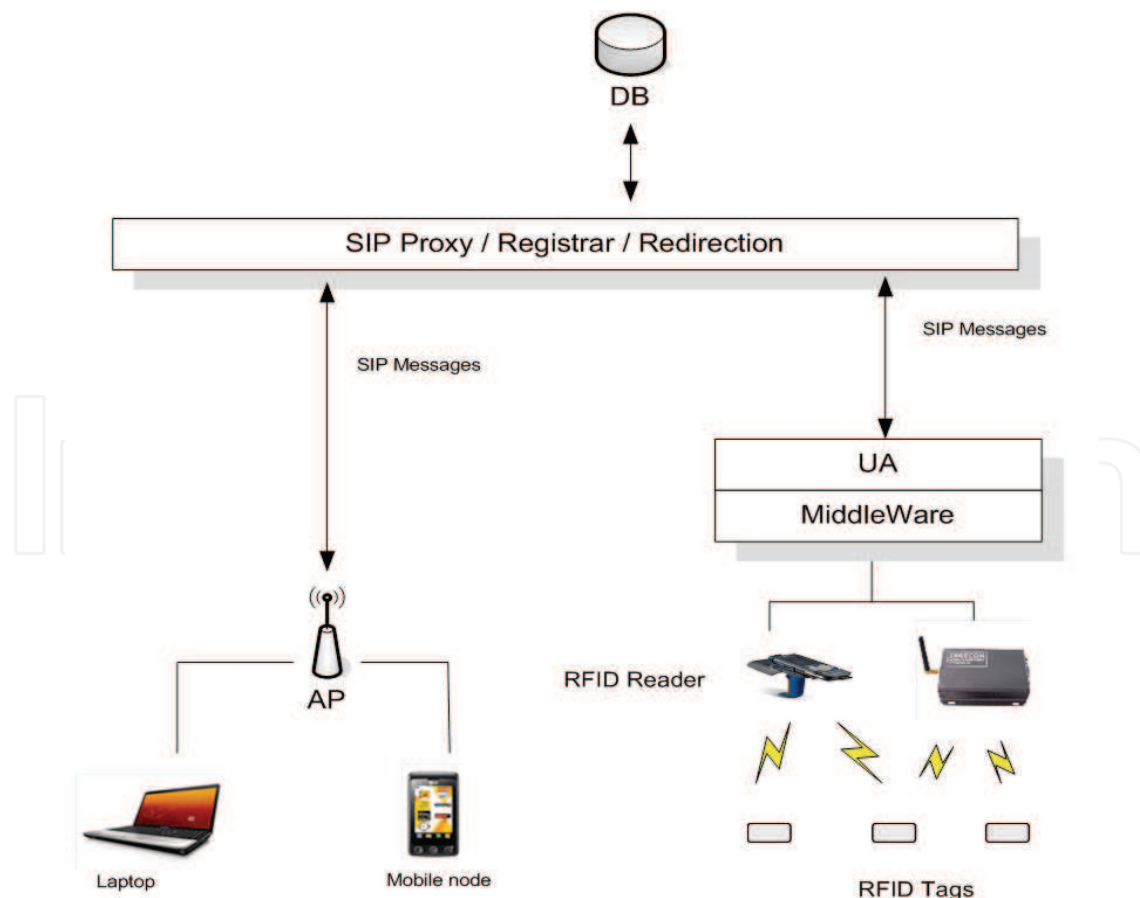 DB
SIP Proxy / Registrar / Redirection
SIP Messages
SIP Messages
UA
MiddleWare
RFID Reader
AP
Laptop
Mobile node
RFID Tags